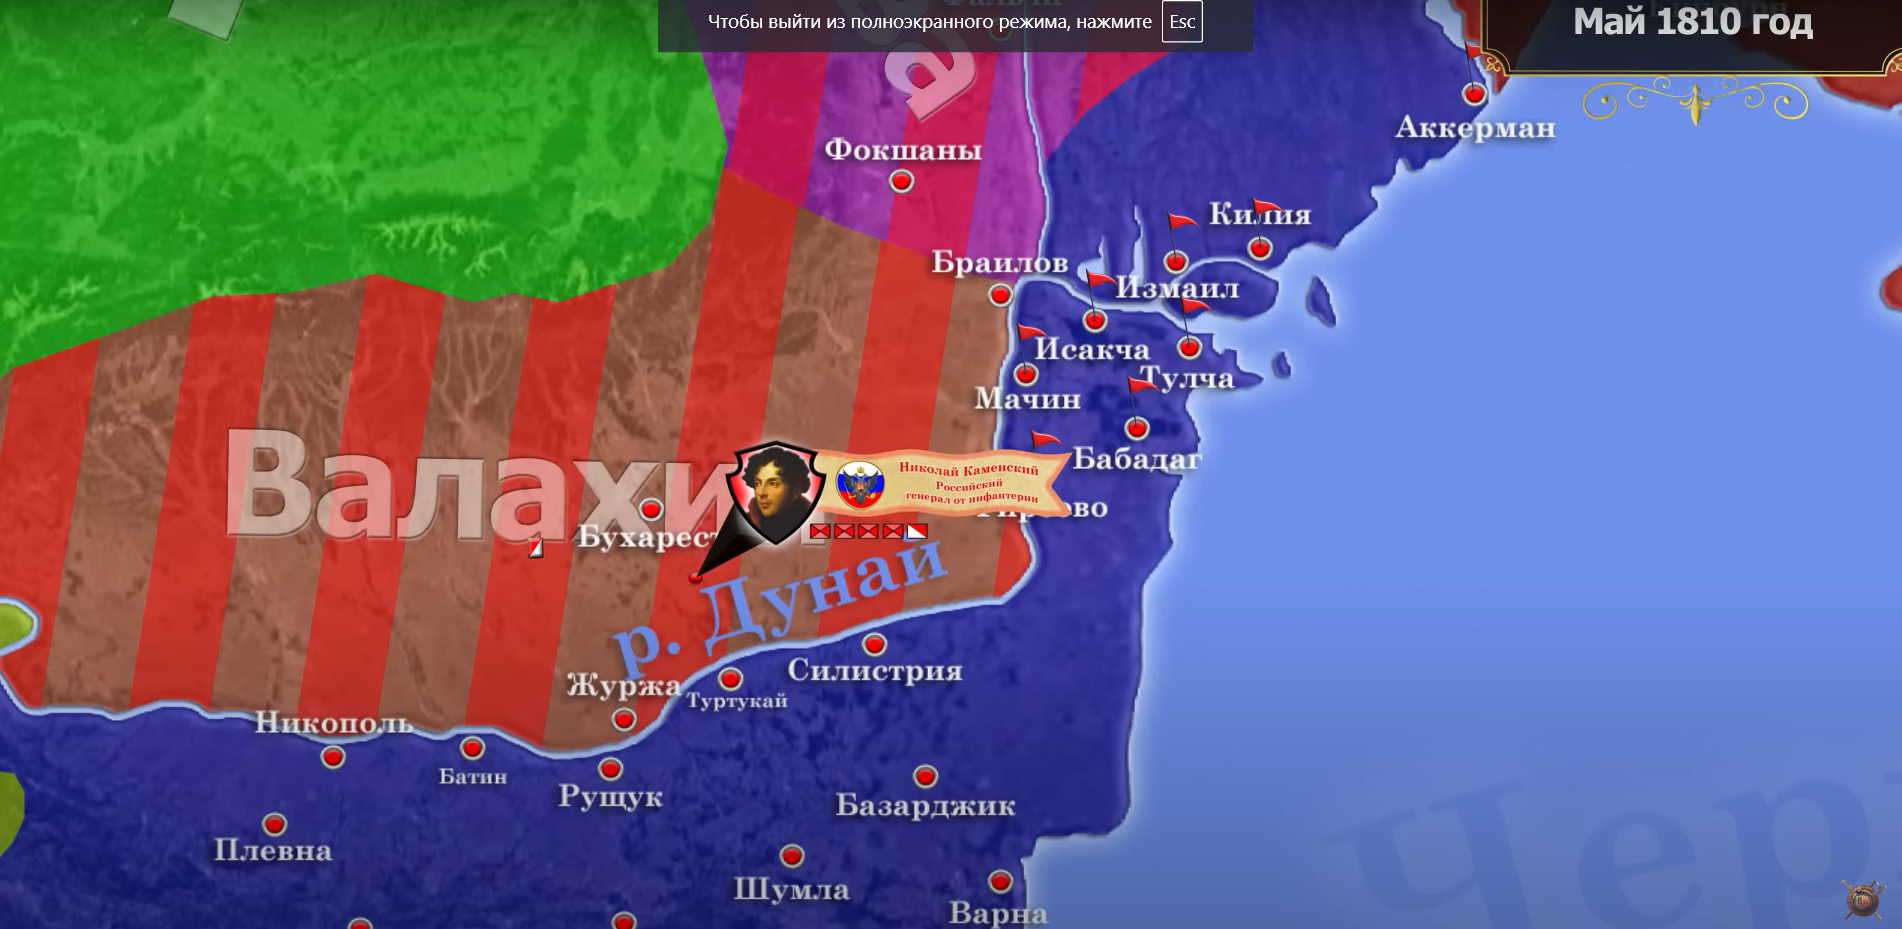 Чтобы выйти из полноэкранного режима, нажмите Esc
Май 1810 год
Аккерман
Фокшаны
Килия
Браилов
Измаил
Исакча
Тулча
Мачин
Бабадаг
Валахи
Николай Каменский
Российский
генерал от инфантерии
Бухарест
р. Дунай
Силистрия
Журжа
Туртукай
Никополь
Батин
Рущук
Базарджик
Плевна
Шумла
Варна
Чер